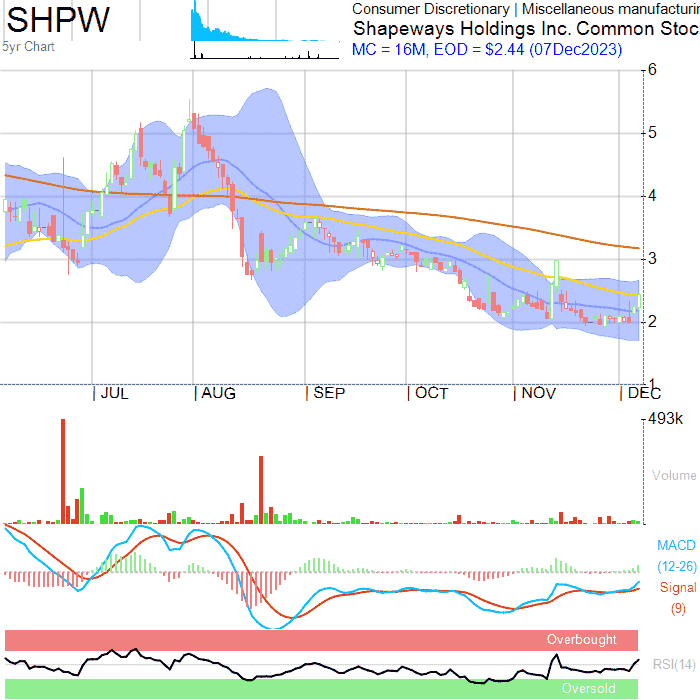 SHPW
5yr Chart
Consumer Discretionary | Miscellaneous manufacturin
Shapeways Holdings Inc. Common Stoc
MC = 16M, EOD = $2.44 (07Dec2023)
6
5
4
3
2
1
JUL AUG SEP OCT NOV DEC
493k
Volume
MACD
(12-26)
Signal
(9)
Overbought
RSI(14)
Oversold